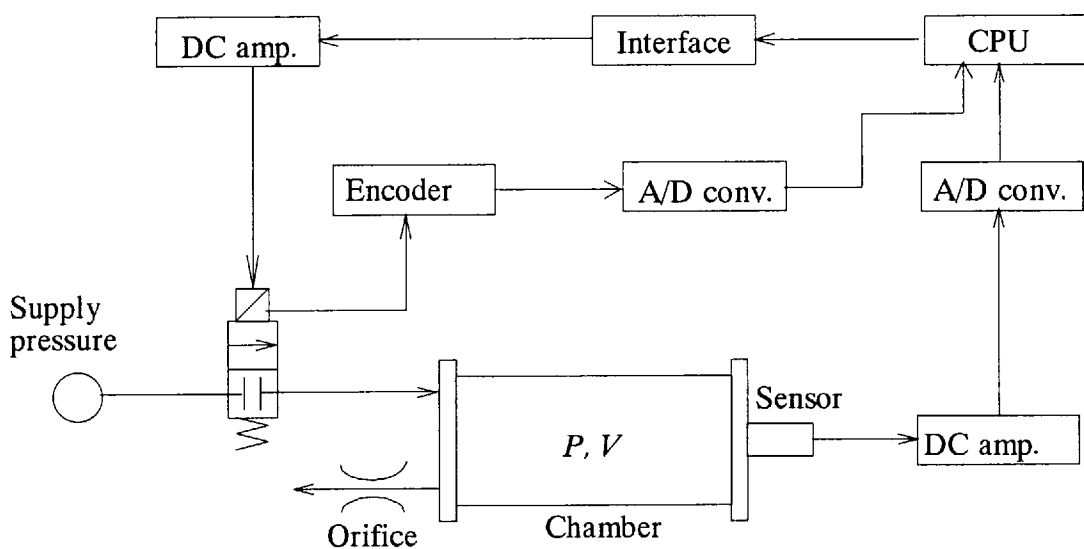 DC amp.
Interface
CPU
Encoder
A/D conv.
A/D conv.
Supply
pressure
Sensor
P, V
DC amp.
Orifice
Chamber